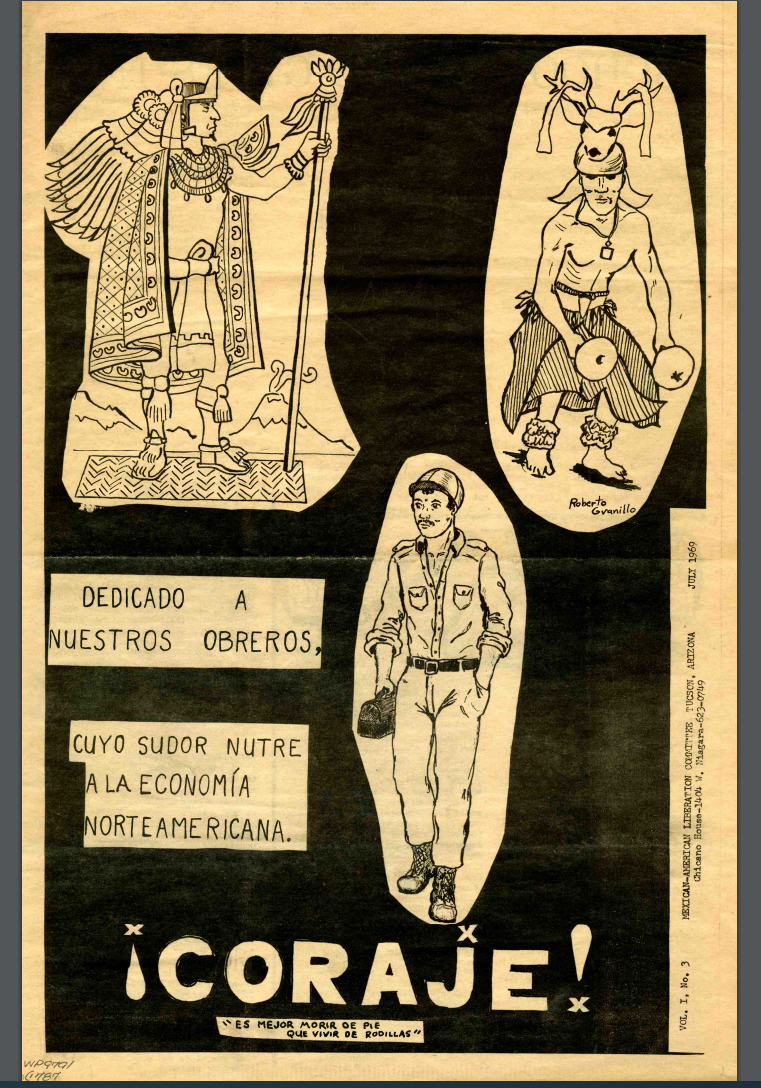 Roberto
Granillo
DEDICADO A
NUESTROS OBREROS,
CUYO SUDOR NUTRE
A LA ECONOMÍA
NORTEAMERICANA.
¡CORAJE!
"ES MEJOR MORIR DE PIE
QUE VIVIR DE RODILLAS"
VOL. I, No. 3 MEXICAN-AMERICAN LIBERATION COMMITTEE, TUCSON, ARIZONA JULY 1969
Chicano House-1404 W. Niagara-623-0749
WP9791
G787